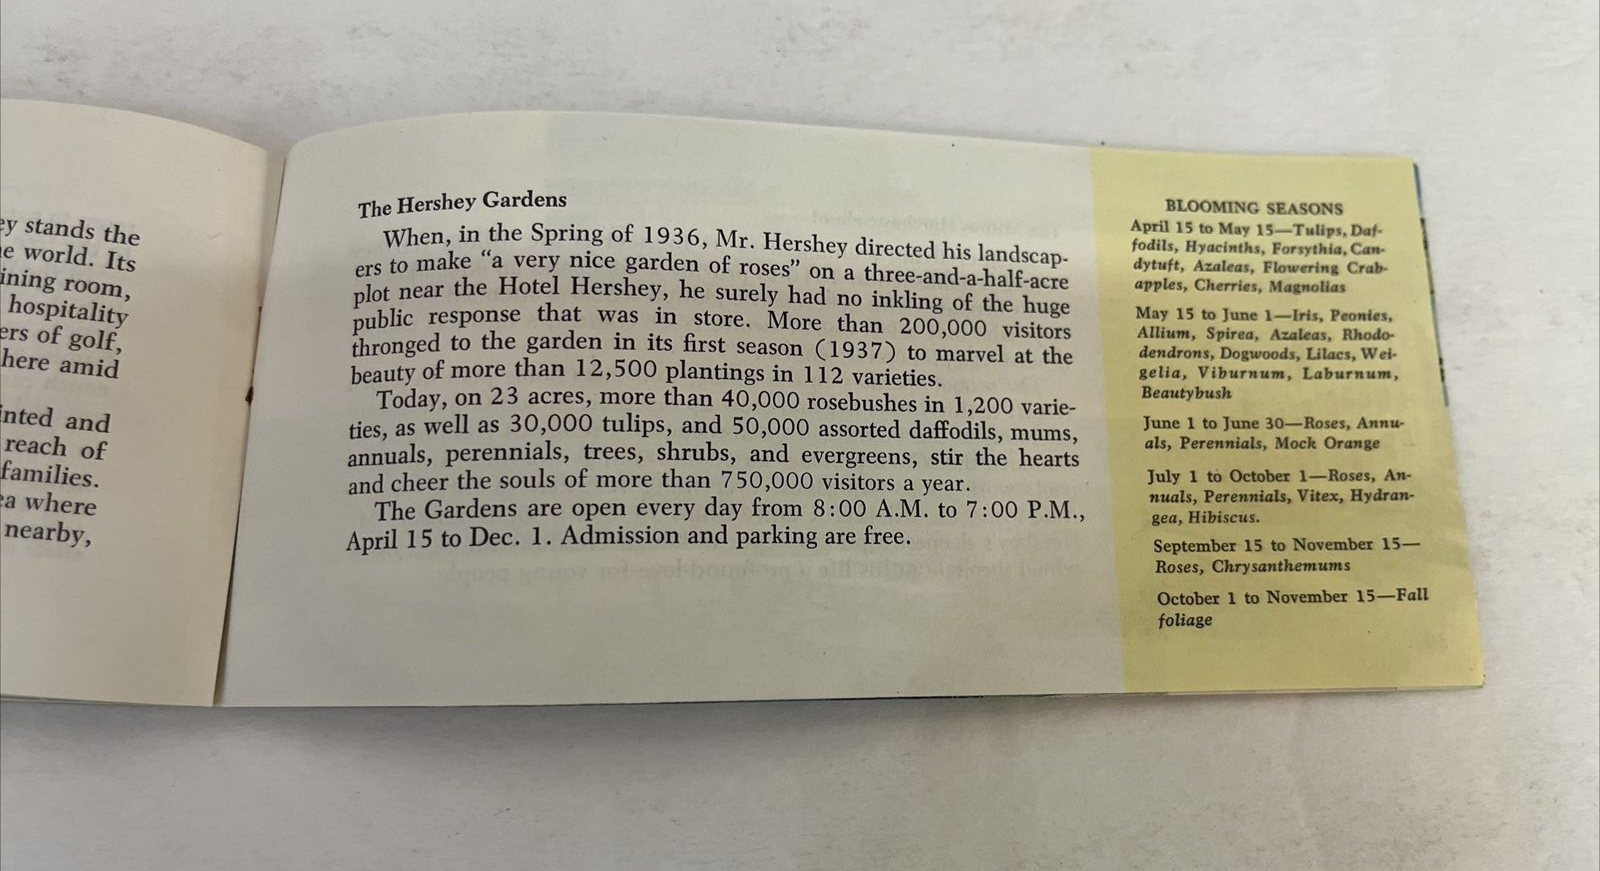 ey stands the
e world. Its
ining room,
hospitality
ers of golf,
here amid
inted and
reach of
families.
ea where
nearby,
The Hershey Gardens
When, in the Spring of 1936, Mr. Hershey directed his landscap-
ers to make “a very nice garden of roses” on a three-and-a-half-acre
plot near the Hotel Hershey, he surely had no inkling of the huge
public response that was in store. More than 200,000 visitors
thronged to the garden in its first season (1937) to marvel at the
beauty of more than 12,500 plantings in 112 varieties.
Today, on 23 acres, more than 40,000 rosebushes in 1,200 varie-
ties, as well as 30,000 tulips, and 50,000 assorted daffodils, mums,
annuals, perennials, trees, shrubs, and evergreens, stir the hearts
and cheer the souls of more than 750,000 visitors a year.
The Gardens are open every day from 8:00 A.M. to 7:00 P.M.,
April 15 to Dec. 1. Admission and parking are free.
BLOOMING SEASONS
April 15 to May 15—Tulips, Daf-
fodils, Hyacinths, Forsythia, Can-
dytuft, Azaleas, Flowering Crab-
apples, Cherries, Magnolias
May 15 to June 1—Iris, Peonies,
Allium, Spirea, Azaleas, Rhodo-
dendrons, Dogwoods, Lilacs, Wei-
gelia, Viburnum, Laburnum,
Beautybush
June 1 to June 30—Roses, Annu-
als, Perennials, Mock Orange
July 1 to October 1—Roses, An-
nuals, Perennials, Vitex, Hydran-
gea, Hibiscus.
September 15 to November 15—
Roses, Chrysanthemums
October 1 to November 15—Fall
foliage